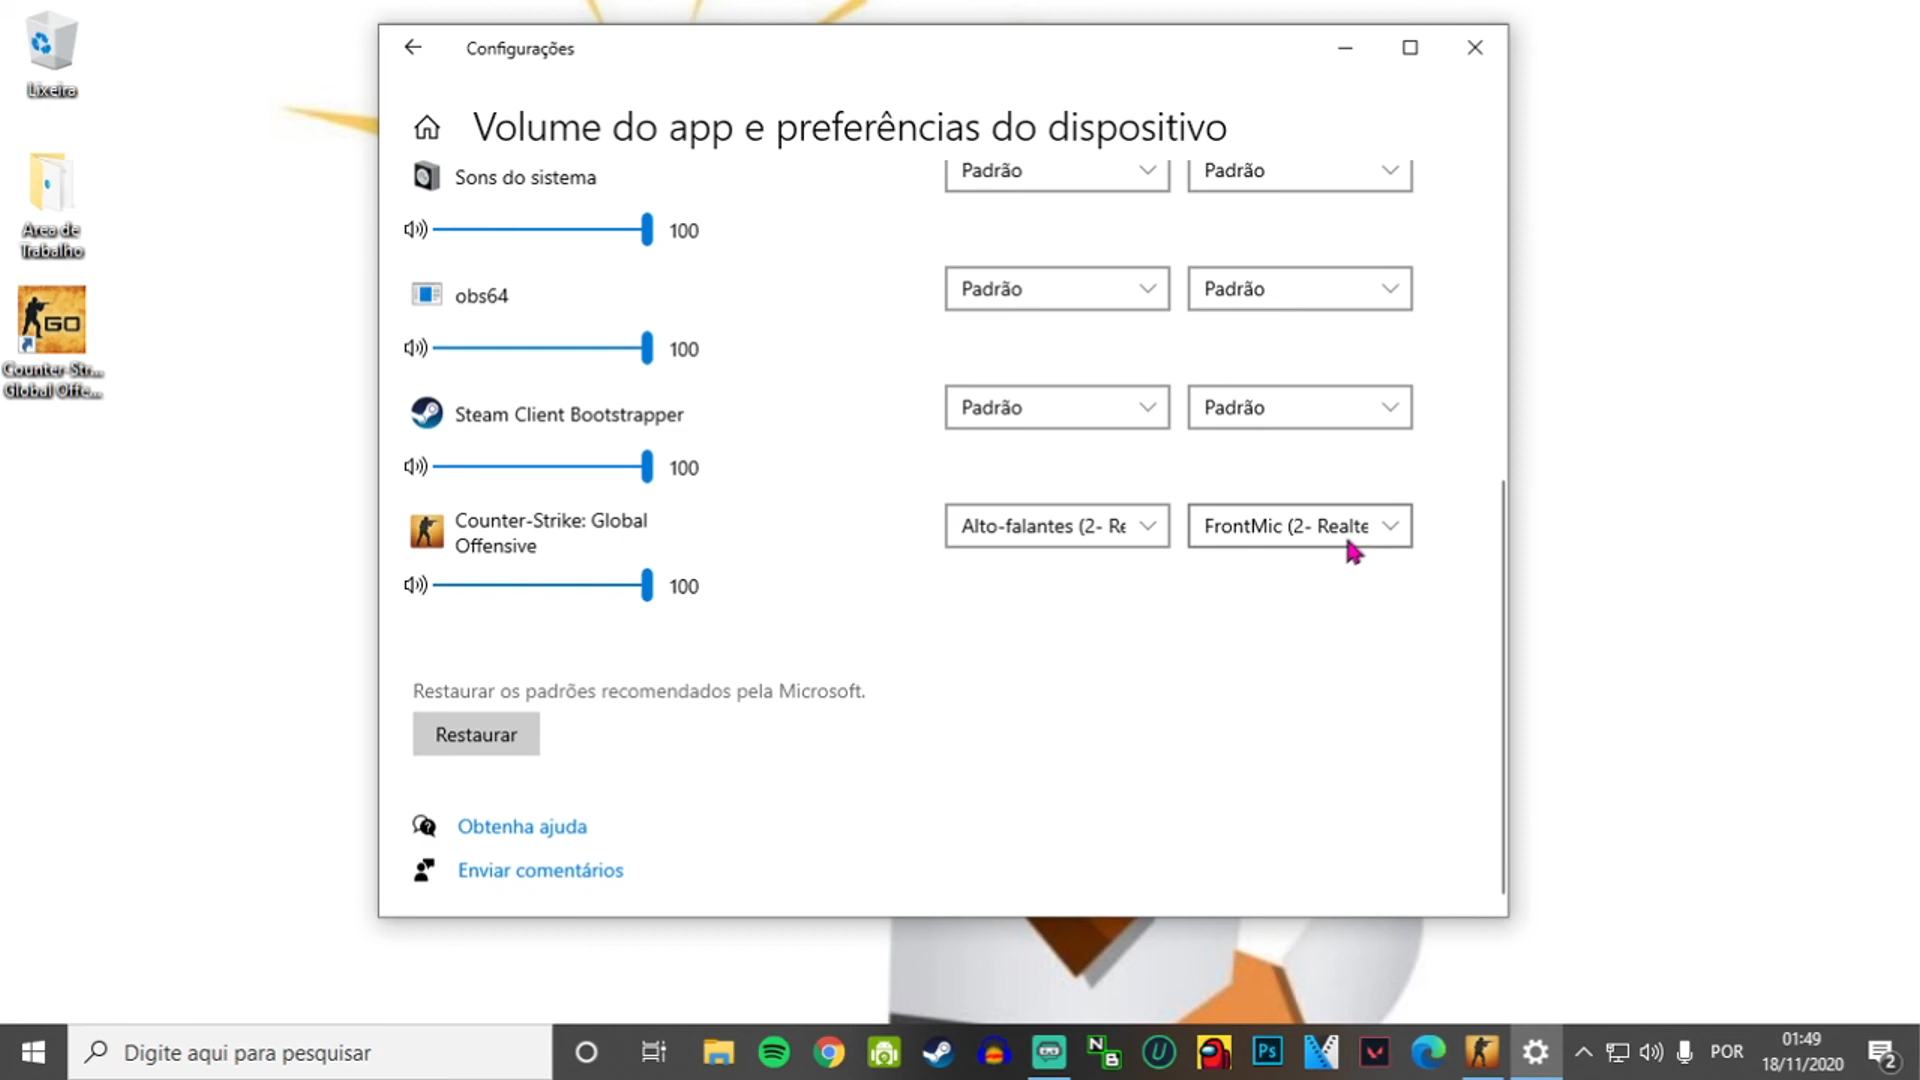 Lixeira
Área de
Trabalho
GO
Counter-Str...
Global Offe...
Configurações
Volume do app e preferências do dispositivo
Sons do sistema
Padrão
Padrão
100
obs64
Padrão
Padrão
100
Steam Client Bootstrapper
Padrão
Padrão
100
Counter-Strike: Global
Offensive
Alto-falantes (2- Re
FrontMic (2- Realte
100
Restaurar os padrões recomendados pela Microsoft.
Restaurar
Obtenha ajuda
Enviar comentários
Digite aqui para pesquisar
N
B
U
Ps
POR
01:49
18/11/2020
2